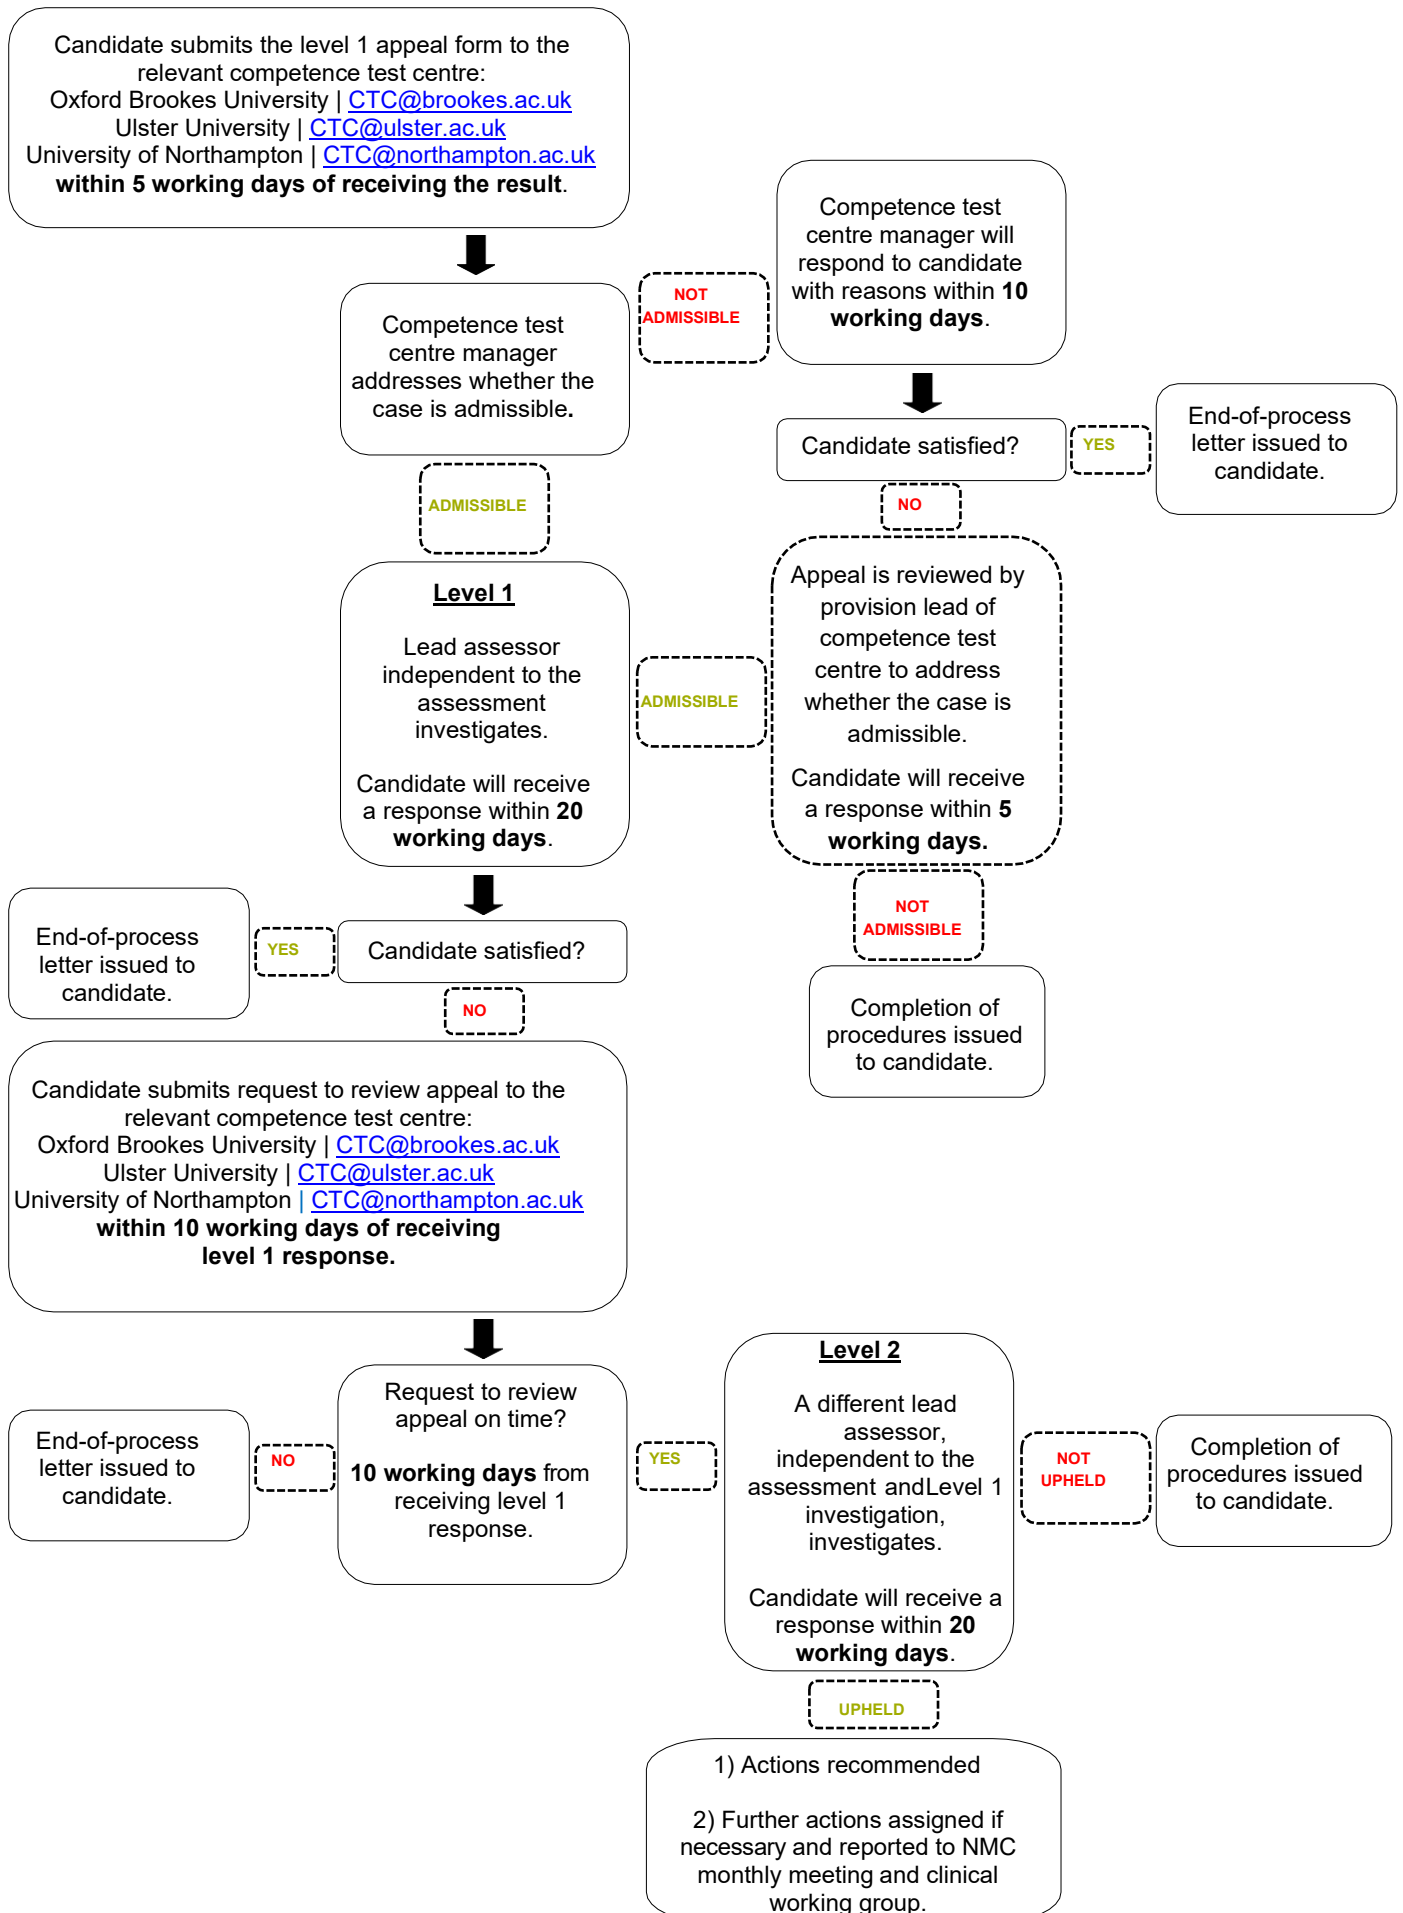 Candidate submits the level 1 appeal form to the
relevant competence test centre:
Oxford Brookes University | CTC@brookes.ac.uk
Ulster University | CTC@ulster.ac.uk
University of Northampton | CTC@northampton.ac.uk
within 5 working days of receiving the result.
Competence test
centre manager will
respond to candidate
with reasons within 10
working days.
NOT
ADMISSIBLE
Competence test
centre manager
addresses whether the
case is admissible.
Candidate satisfied?
YES
End-of-process
letter issued to
candidate.
ADMISSIBLE
NO
Level 1
Lead assessor
independent to the
assessment
investigates.
Candidate will receive
a response within 20
working days.
ADMISSIBLE
Appeal is reviewed by
provision lead of
competence test
centre to address
whether the case is
admissible.
Candidate will receive
a response within 5
working days.
NOT
ADMISSIBLE
Completion of
procedures issued
to candidate.
End-of-process
letter issued to
candidate.
YES
Candidate satisfied?
NO
Candidate submits request to review appeal to the
relevant competence test centre:
Oxford Brookes University | CTC@brookes.ac.uk
Ulster University | CTC@ulster.ac.uk
University of Northampton | CTC@northampton.ac.uk
within 10 working days of receiving
level 1 response.
End-of-process
letter issued to
candidate.
NO
Request to review
appeal on time?
10 working days from
receiving level 1
response.
YES
Level 2
A different lead
assessor,
independent to the
assessment andLevel 1
investigation,
investigates.
Candidate will receive a
response within 20
working days.
NOT
UPHELD
Completion of
procedures issued
to candidate.
UPHELD
1) Actions recommended
2) Further actions assigned if
necessary and reported to NMC
monthly meeting and clinical
working group.